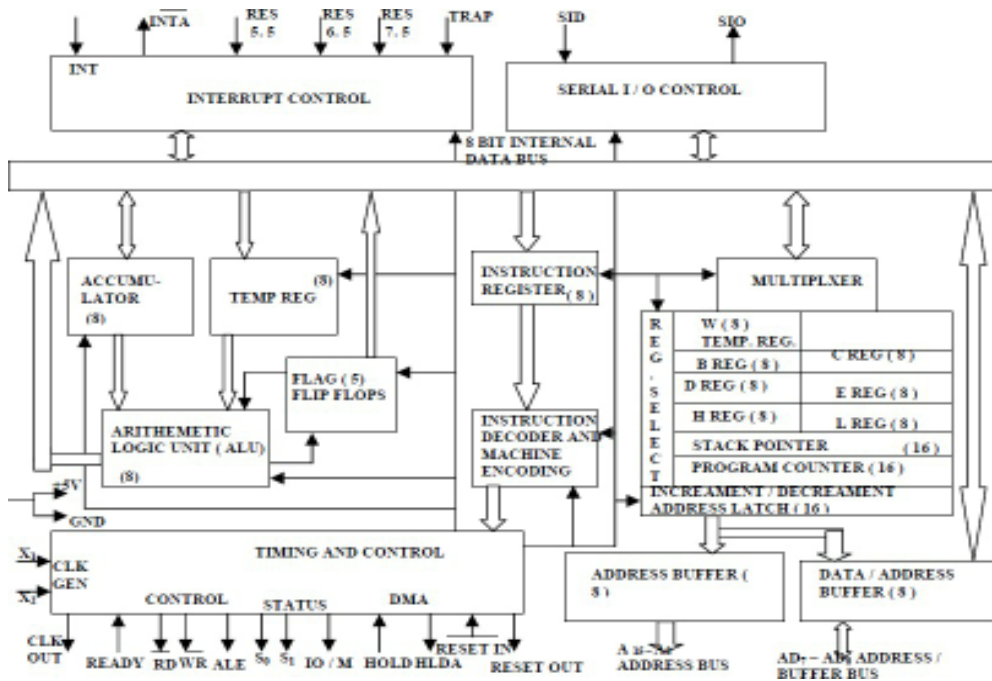 INTA
RES 5. 5
RES 6. 5
RES 7. 5
TRAP
SID
SIO
INT
INTERRUPT CONTROL
SERIAL I / O CONTROL
8 BIT INTERNAL
DATA BUS
ACCUMU-
LATOR
(8)
(8)
TEMP REG
INSTRUCTION
REGISTER ( 8 )
MULTIPLXER
REG. SELECT
W ( 8 )
TEMP. REG.
C REG ( 8 )
B REG ( 8 )
D REG ( 8 )
E REG ( 8 )
H REG ( 8 )
L REG ( 8 )
STACK POINTER ( 16 )
PROGRAM COUNTER ( 16 )
INCREAMENT / DECREAMENT
ADDRESS LATCH ( 16 )
FLAG ( 5 )
FLIP FLOPS
ARITHEMETIC
LOGIC UNIT ( ALU)
(8)
INSTRUCTION
DECODER AND
MACHINE
ENCODING
+5V
GND
TIMING AND CONTROL
X1
CLK
GEN
X2
CONTROL
STATUS
DMA
ADDRESS BUFFER (
8 )
DATA / ADDRESS
BUFFER ( 8 )
CLK
OUT
READY
RD
WR
ALE
S0
S1
IO / M
HOLD
HLDA
RESET IN
RESET OUT
ADDRESS BUS
ADDRESS /
BUFFER BUS